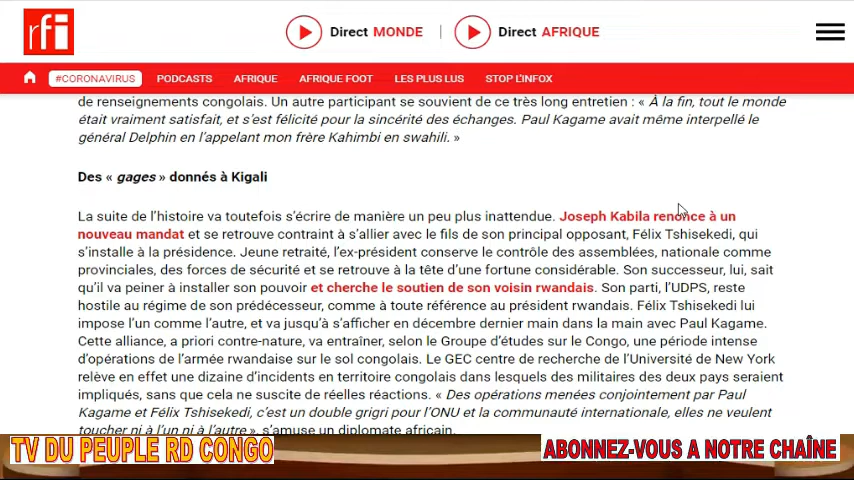 rfi
Direct MONDE
Direct AFRIQUE
#CORONAVIRUS PODCASTS AFRIQUE AFRIQUE FOOT LES PLUS LUS STOP L'INFOX
de renseignements congolais. Un autre participant se souvient de ce très long entretien : « À la fin, tout le monde
était vraiment satisfait, et s'est félicité pour la sincérité des échanges. Paul Kagame avait même interpellé le
général Delphin en l'appelant mon frère Kahimbi en swahili. »
Des « gages » donnés à Kigali
La suite de l'histoire va toutefois s'écrire de manière un peu plus inattendue. Joseph Kabila renonce à un
nouveau mandat et se retrouve contraint à s'allier avec le fils de son principal opposant, Félix Tshisekedi, qui
s'installe à la présidence. Jeune retraité, l'ex-président conserve le contrôle des assemblées, nationale comme
provinciales, des forces de sécurité et se retrouve à la tête d'une fortune considérable. Son successeur, lui, sait
qu'il va peiner à installer son pouvoir et cherche le soutien de son voisin rwandais. Son parti, l'UDPS, reste
hostile au régime de son prédécesseur, comme à toute référence au président rwandais. Félix Tshisekedi lui
impose l'un comme l'autre, et va jusqu'à s'afficher en décembre dernier main dans la main avec Paul Kagame.
Cette alliance, a priori contre-nature, va entraîner, selon le Groupe d'études sur le Congo, une période intense
d'opérations de l'armée rwandaise sur le sol congolais. Le GEC centre de recherche de l'Université de New York
relève en effet une dizaine d'incidents en territoire congolais dans lesquels des militaires des deux pays seraient
impliqués, sans que cela ne suscite de réelles réactions. « Des opérations menées conjointement par Paul
Kagame et Félix Tshisekedi, c'est un double grigri pour l'ONU et la communauté internationale, elles ne veulent
toucher ni à l'un ni à l'autre », s'amuse un diplomate africain.
TV DU PEUPLE RD CONGO
ABONNEZ-VOUS A NOTRE CHAÎNE